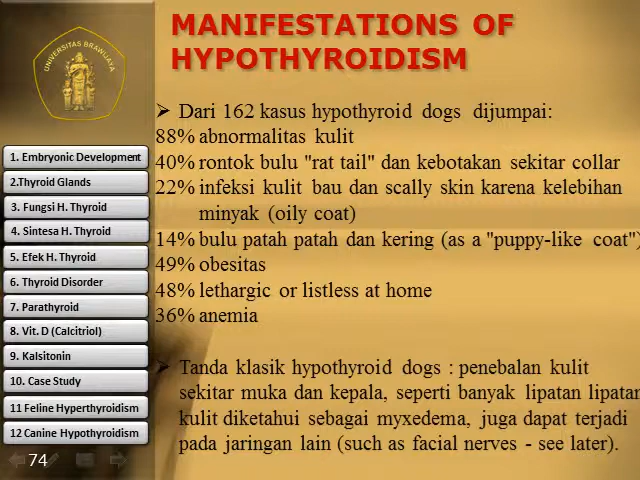 MANIFESTATIONS OF
HYPOTHYROIDISM
UNIVERSITAS BRAWIJAYA
➢ Dari 162 kasus hypothyroid dogs dijumpai:
88% abnormalitas kulit
40% rontok bulu "rat tail" dan kebotakan sekitar collar
22% infeksi kulit bau dan scally skin karena kelebihan
minyak (oily coat)
14% bulu patah patah dan kering (as a "puppy-like coat")
49% obesitas
48% lethargic or listless at home
36% anemia
➢ Tanda klasik hypothyroid dogs : penebalan kulit
sekitar muka dan kepala, seperti banyak lipatan lipatan
kulit diketahui sebagai myxedema, juga dapat terjadi
pada jaringan lain (such as facial nerves - see later).
1. Embryonic Development
2.Thyroid Glands
3. Fungsi H. Thyroid
4. Sintesa H. Thyroid
5. Efek H. Thyroid
6. Thyroid Disorder
7. Parathyroid
8. Vit. D (Calcitriol)
9. Kalsitonin
10. Case Study
11 Feline Hyperthyroidism
12 Canine Hypothyroidism
74